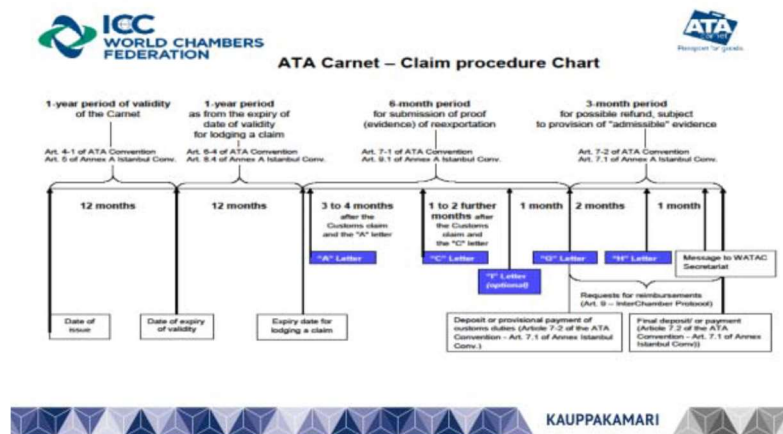 ICC
WORLD CHAMBERS
FEDERATION
ATA
CARNET
Passport for goods
ATA Carnet – Claim procedure Chart
1-year period of validity
of the Carnet
Art. 4-1 of ATA Convention
Art. 5 of Annex A Istanbul Conv.
1-year period
as from the expiry of
date of validity
for lodging a claim
Art. 6-4 of ATA Convention
Art. 8.4 of Annex A Istanbul Conv.
6-month period
for submission of proof
(evidence) of reexportation
Art. 7-1 of ATA Convention
Art. 9.1 of Annex A Istanbul Conv.
3-month period
for possible refund, subject
to provision of "admissible" evidence
Art. 7-2 of ATA Convention
Art. 7.1 of Annex A Istanbul Conv.
12 months
12 months
3 to 4 months
after the
Customs claim
and the "A" letter
1 to 2 further
months after
the Customs
claim and
the "C" letter
1 month
2 months
1 month
"A" Letter
"C" Letter
"I" Letter
(optional)
"G" Letter
"H" Letter
Message to WATAC
Secretariat
Requests for reimbursements
(Art. 9 – InterChamber Protocol)
Date of
issue
Date of expiry
of validity
Expiry date for
lodging a claim
Deposit or provisional payment of
customs duties (Article 7-2 of the ATA
Convention - Art. 7.1 of Annex Istanbul
Conv.)
Final deposit/ or payment
(Article 7.2 of the ATA
Convention - Art. 7.1 of Annex
Istanbul Conv))
KAUPPAKAMARI